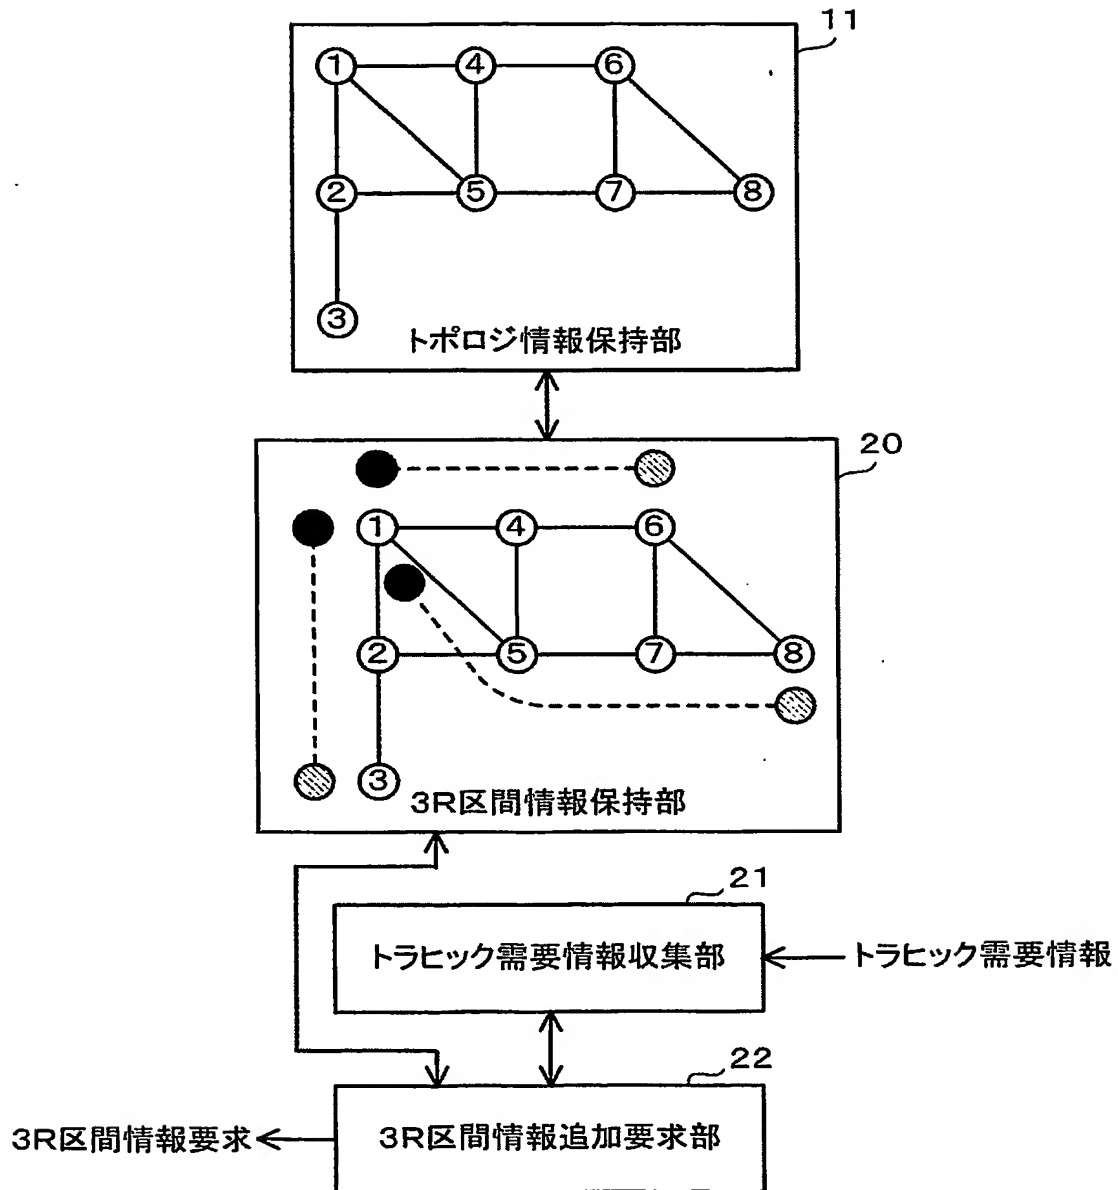 11
① ④ ⑥
② ⑤ ⑦ ⑧
③
トポロジ情報保持部
20
① ④ ⑥
② ⑤ ⑦ ⑧
③
3R区間情報保持部
21
トラヒック需要情報収集部
トラヒック需要情報
22
3R区間情報要求
3R区間情報追加要求部